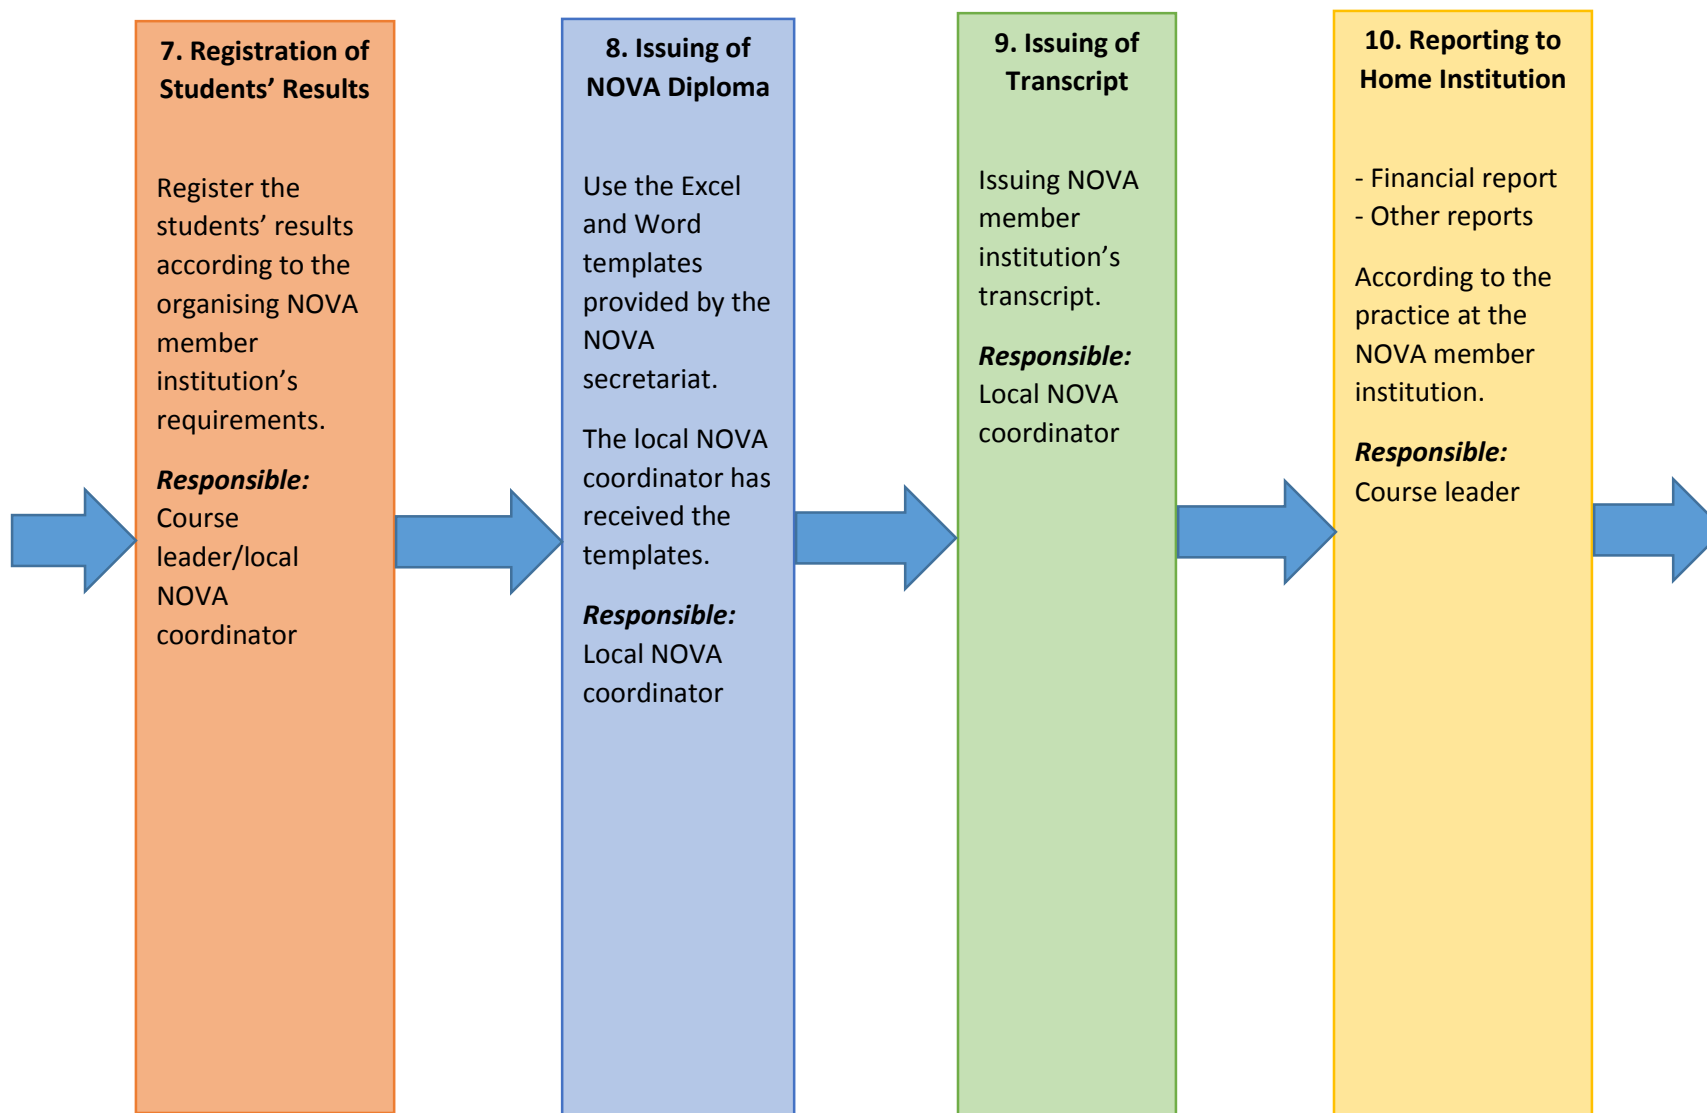 7. Registration of
Students’ Results
Register the
students’ results
according to the
organising NOVA
member
institution’s
requirements.
Responsible:
Course
leader/local
NOVA
coordinator
8. Issuing of
NOVA Diploma
Use the Excel
and Word
templates
provided by the
NOVA
secretariat.
The local NOVA
coordinator has
received the
templates.
Responsible:
Local NOVA
coordinator
9. Issuing of
Transcript
Issuing NOVA
member
institution’s
transcript.
Responsible:
Local NOVA
coordinator
10. Reporting to
Home Institution
- Financial report
- Other reports
According to the
practice at the
NOVA member
institution.
Responsible:
Course leader